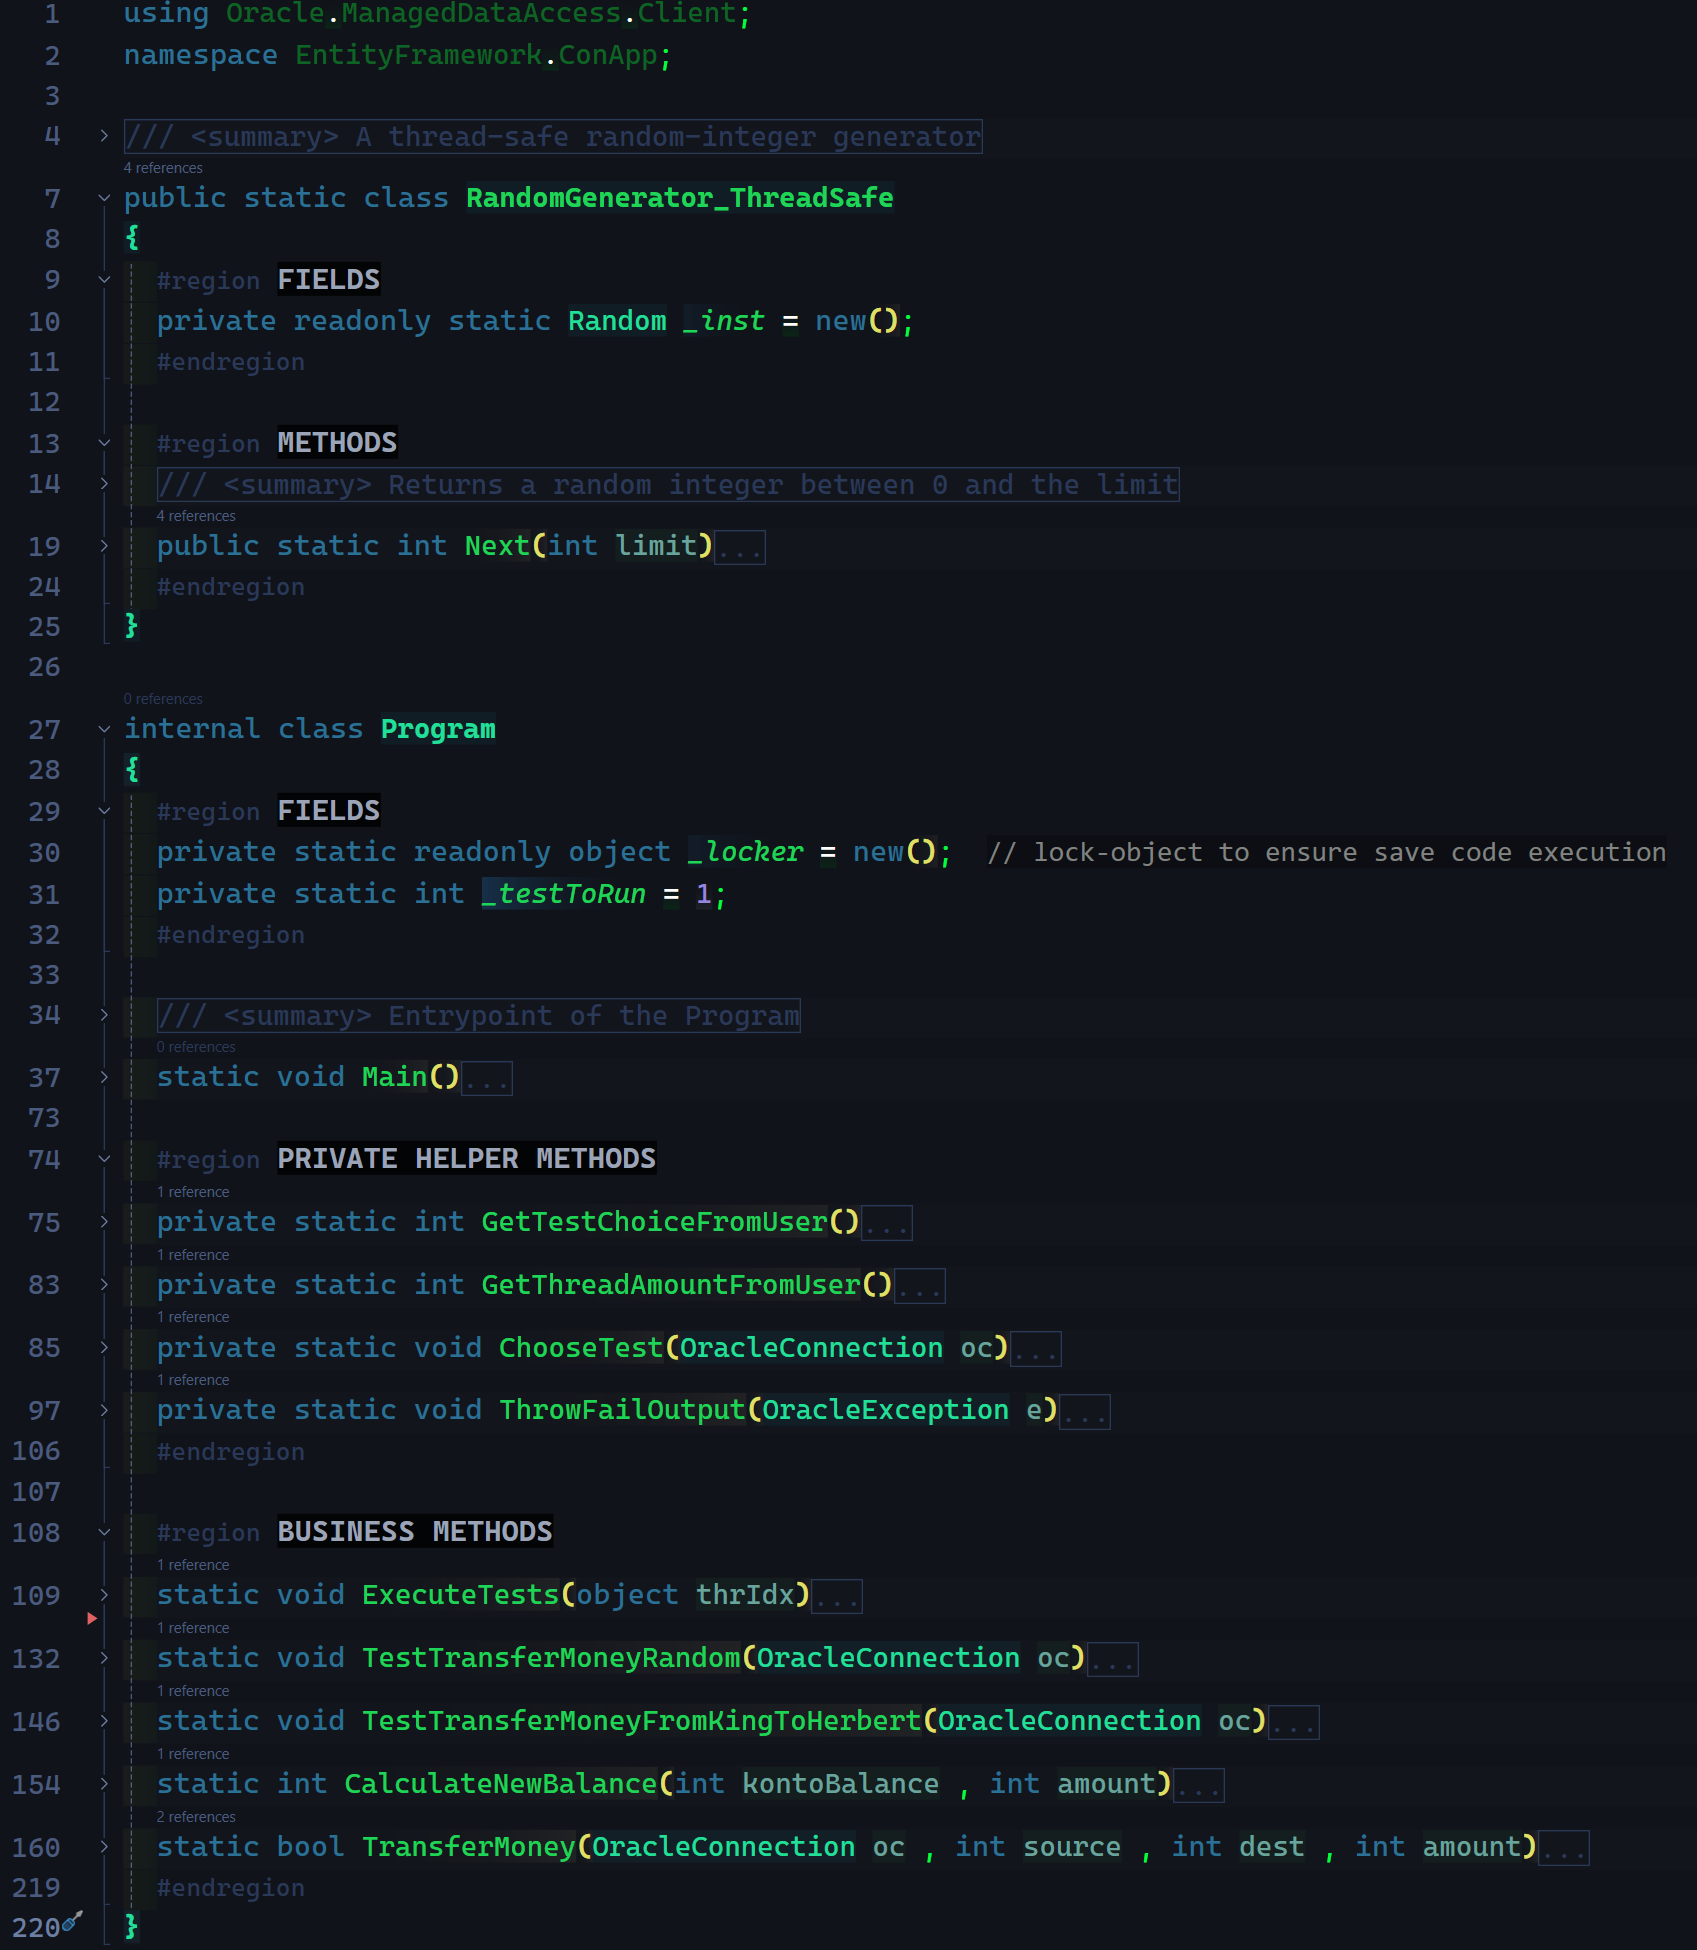 1 using Oracle.ManagedDataAccess.Client;
2 namespace EntityFramework.ConApp;
3
4 /// <summary> A thread-safe random-integer generator
4 references
7 public static class RandomGenerator_ThreadSafe
8 {
9 #region FIELDS
10 private readonly static Random _inst = new();
11 #endregion
12
13 #region METHODS
14 /// <summary> Returns a random integer between 0 and the limit
4 references
19 public static int Next(int limit)...
24 #endregion
25 }
26
0 references
27 internal class Program
28 {
29 #region FIELDS
30 private static readonly object _locker = new(); // lock-object to ensure save code execution
31 private static int _testToRun = 1;
32 #endregion
33
34 /// <summary> Entrypoint of the Program
0 references
37 static void Main()...
73
74 #region PRIVATE HELPER METHODS
1 reference
75 private static int GetTestChoiceFromUser()...
1 reference
83 private static int GetThreadAmountFromUser()...
1 reference
85 private static void ChooseTest(OracleConnection oc)...
1 reference
97 private static void ThrowFailOutput(OracleException e)...
106 #endregion
107
108 #region BUSINESS METHODS
1 reference
109 static void ExecuteTests(object thrIdx)...
1 reference
132 static void TestTransferMoneyRandom(OracleConnection oc)...
1 reference
146 static void TestTransferMoneyFromKingToHerbert(OracleConnection oc)...
1 reference
154 static int CalculateNewBalance(int kontoBalance , int amount)...
2 references
160 static bool TransferMoney(OracleConnection oc , int source , int dest , int amount)...
219 #endregion
220 }